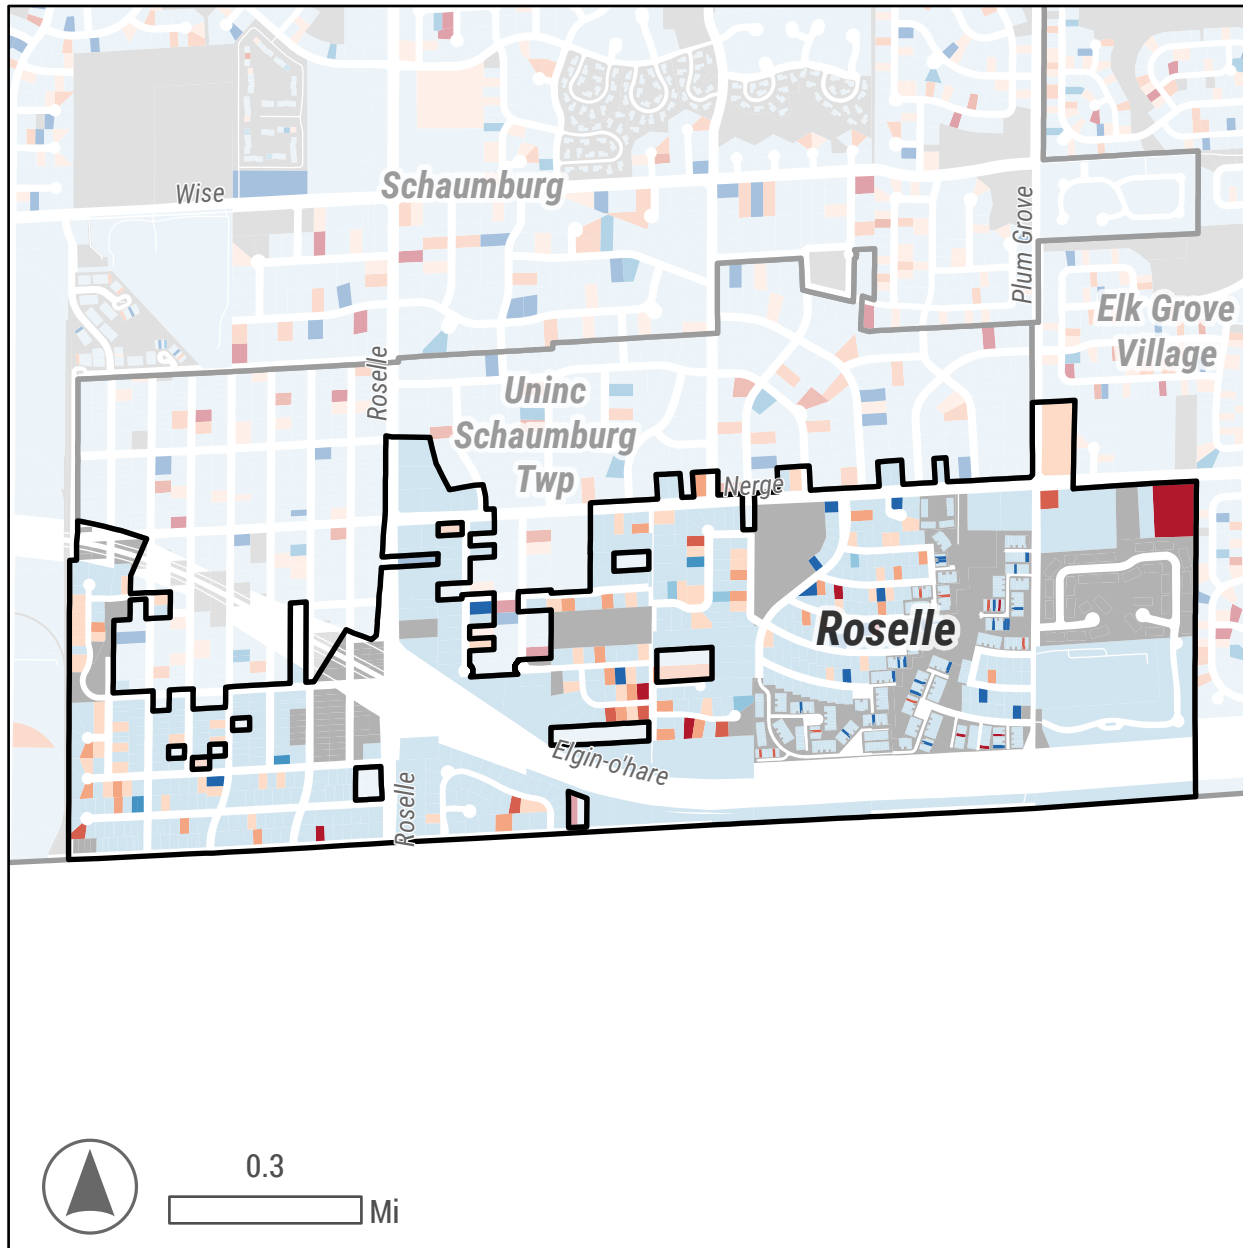 Wise
Schaumburg
Plum Grove
Elk Grove
Village
Roselle
Uninc
Schaumburg
Twp
Nerge
Roselle
Elgin-o'hare
Roselle
0.3
Mi